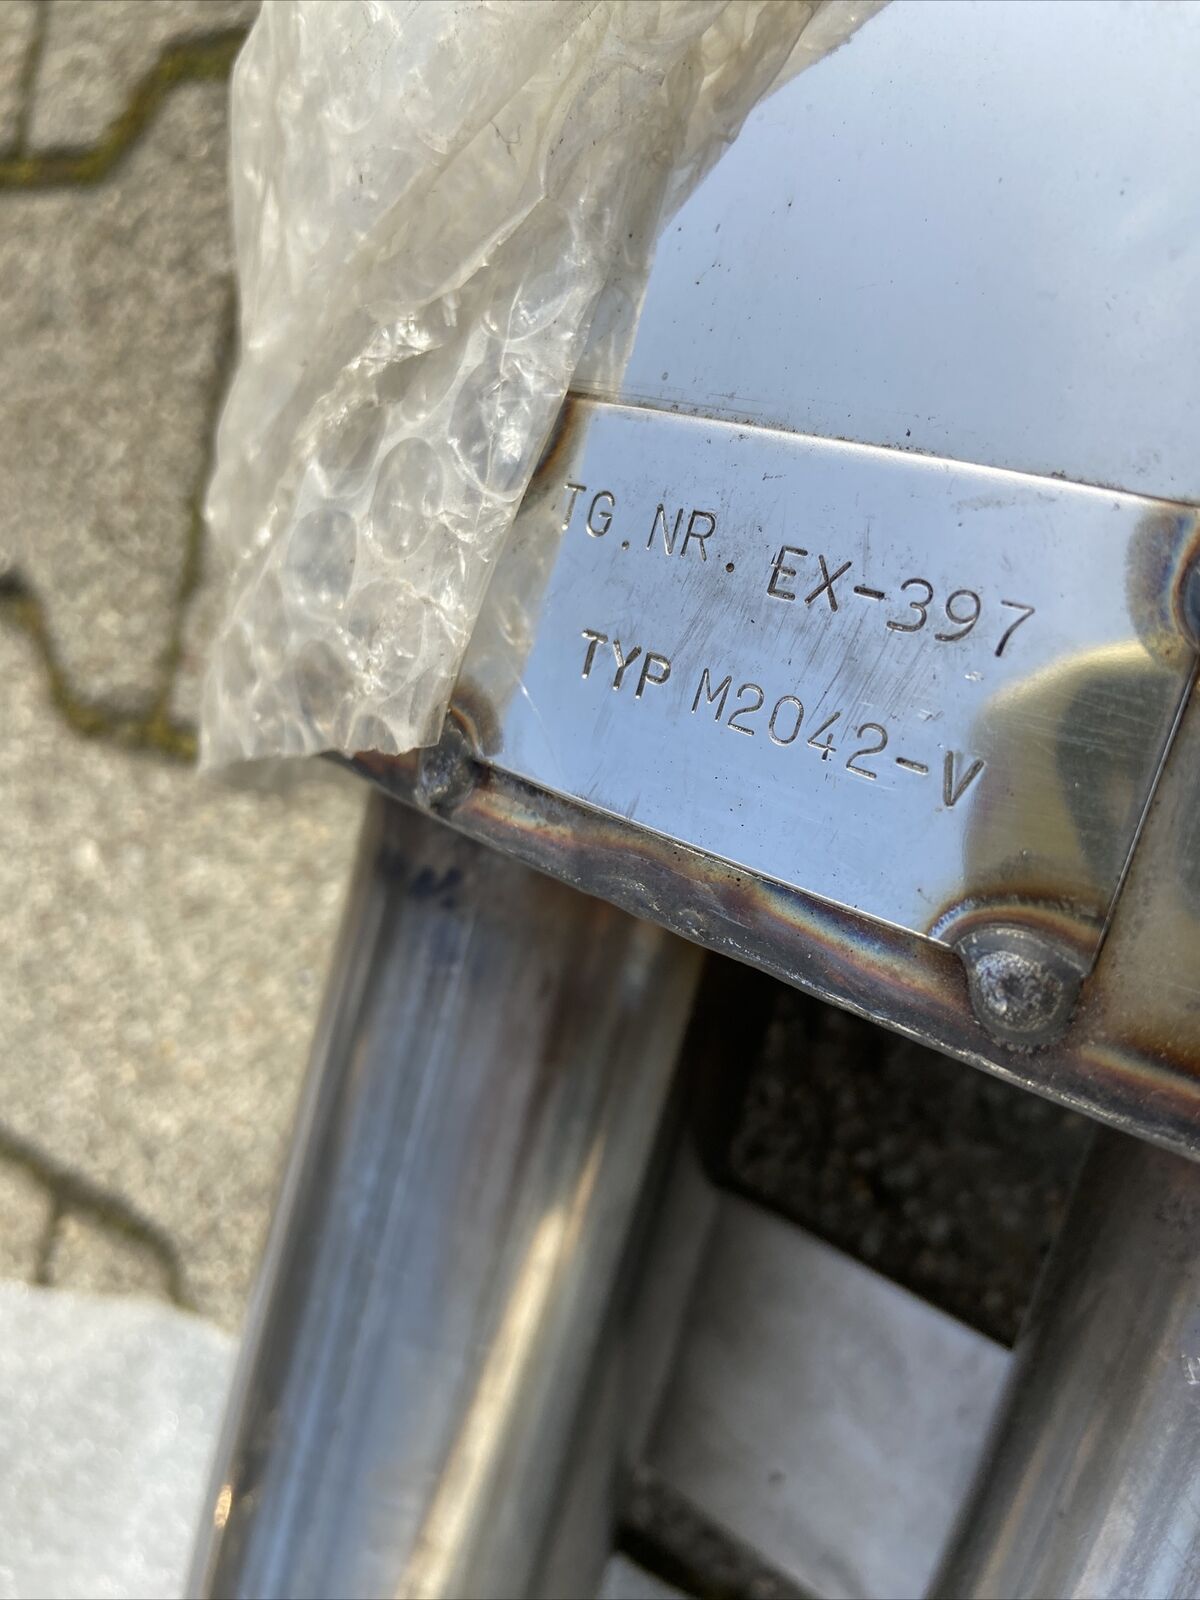 TG.NR. EX-397
TYP M2042-V